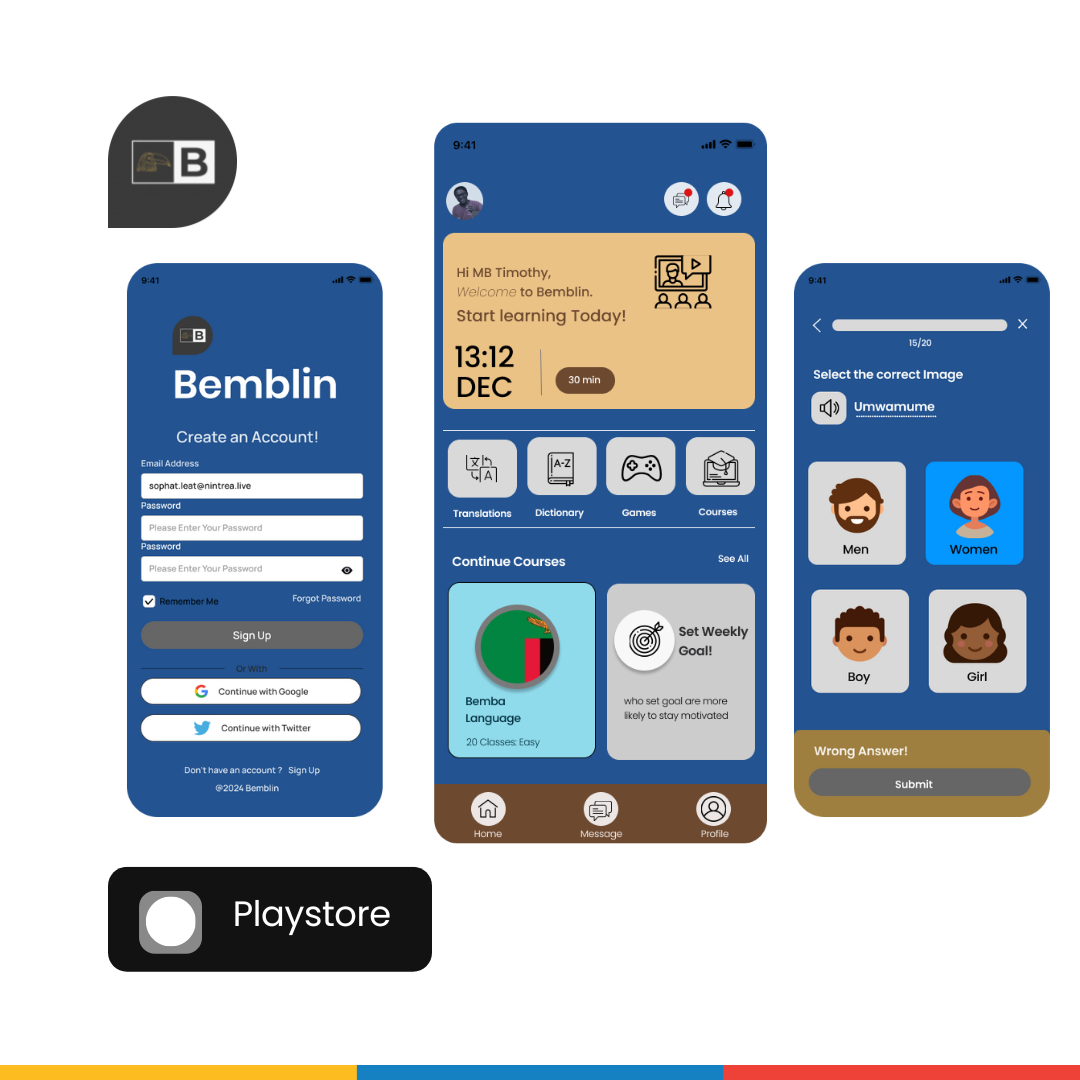 B
9:41
B
Bemblin
Create an Account!
Email Address
sophat.leat@nintrea.live
Password
Please Enter Your Password
Password
Please Enter Your Password
Remember Me
Forgot Password
Sign Up
Or With
Continue with Google
Continue with Twitter
Don't have an account ? Sign Up
@2024 Bemblin
9:41
Hi MB Timothy,
Welcome to Bemblin.
Start learning Today!
13:12
DEC
30 min
A
A-Z
Translations
Dictionary
Games
Courses
Continue Courses
See All
Bemba
Language
20 Classes: Easy
Set Weekly
Goal!
who set goal are more
likely to stay motivated
Home
Message
Profile
9:41
15/20
Select the correct Image
Umwamume
Men
Women
Boy
Girl
Wrong Answer!
Submit
Playstore